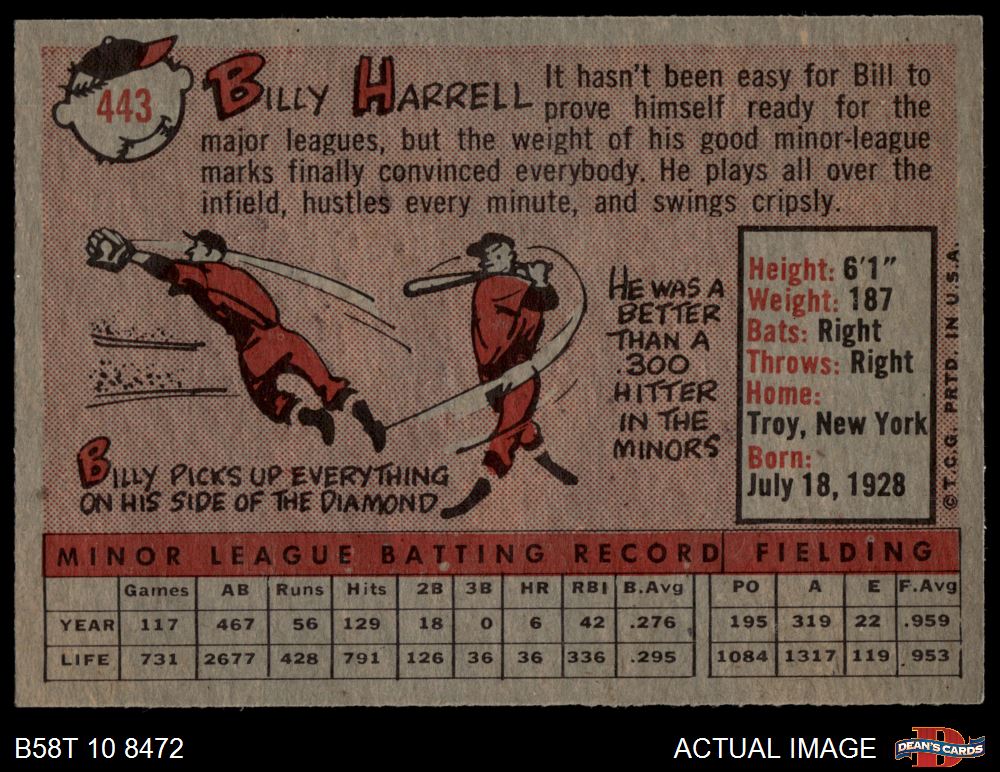 443
BILLY HARRELL It hasn't been easy for Bill to
prove himself ready for the
major leagues, but the weight of his good minor-league
marks finally convinced everybody. He plays all over the
infield, hustles every minute, and swings cripsly.
HE WAS A
BETTER
THAN A
.300
HITTER
IN THE
MINORS
BILLY PICKS UP EVERYTHING
ON HIS SIDE OF THE DIAMOND
Height: 6'1"
Weight: 187
Bats: Right
Throws: Right
Home:
Troy, New York
Born:
July 18, 1928
© T.C.G. PRTD. IN U.S.A.
MINOR LEAGUE BATTING RECORD FIELDING
Games AB Runs Hits 2B 3B HR RBI B.Avg PO A E F.Avg
YEAR 117 467 56 129 18 0 6 42 .276 195 319 22 .959
LIFE 731 2677 428 791 126 36 36 336 .295 1084 1317 119 .953
B58T 10 8472
ACTUAL IMAGE
D
DEAN'S CARDS